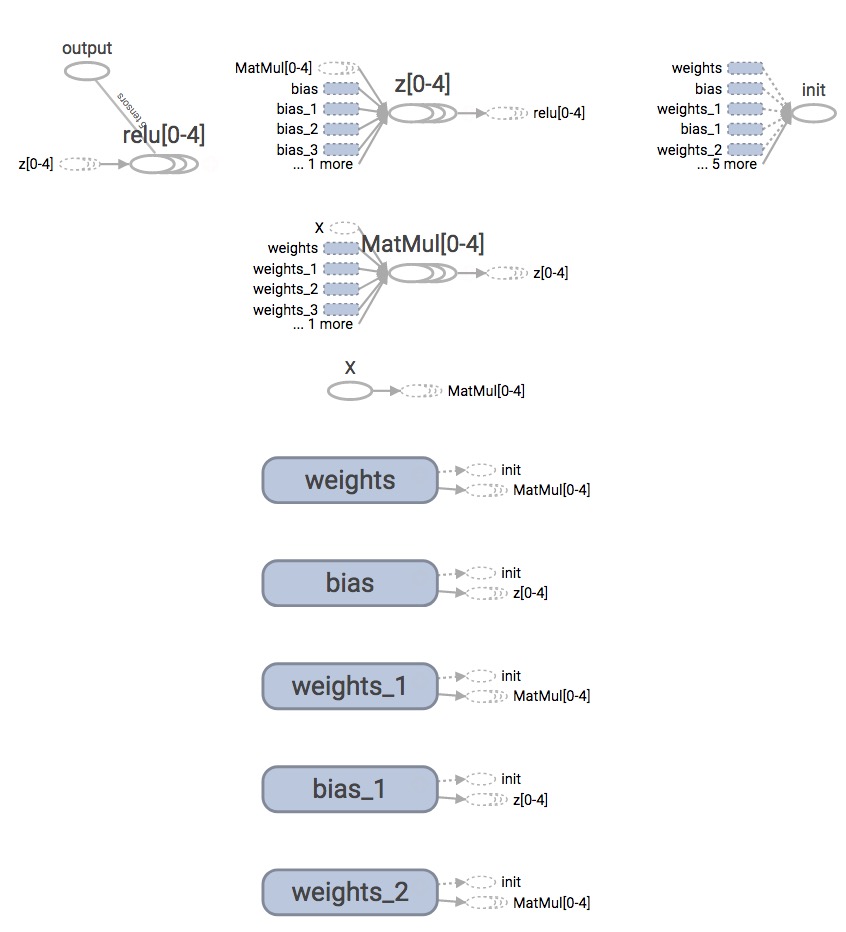 output
5 tensors
relu[0-4]
z[0-4]
MatMul[0-4]
bias
bias_1
bias_2
bias_3
... 1 more
z[0-4]
relu[0-4]
weights
bias
weights_1
bias_1
weights_2
... 5 more
init
X
weights
weights_1
weights_2
weights_3
... 1 more
MatMul[0-4]
z[0-4]
X
MatMul[0-4]
weights
init
MatMul[0-4]
bias
init
z[0-4]
weights_1
init
MatMul[0-4]
bias_1
init
z[0-4]
weights_2
init
MatMul[0-4]